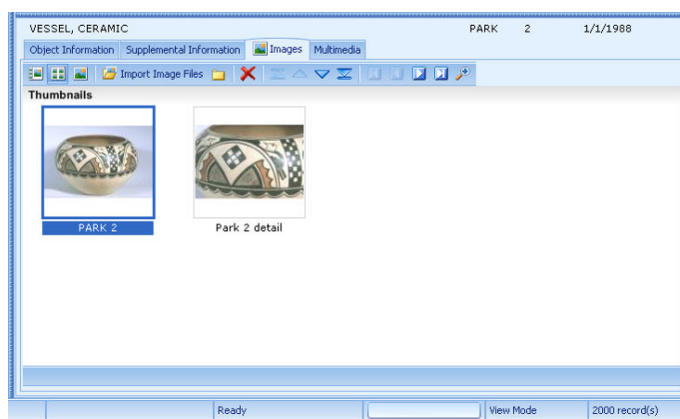 VESSEL, CERAMIC PARK 2 1/1/1988
Object Information Supplemental Information Images Multimedia
Import Image Files
Thumbnails
PARK 2 Park 2 detail
Ready View Mode 2000 record(s)